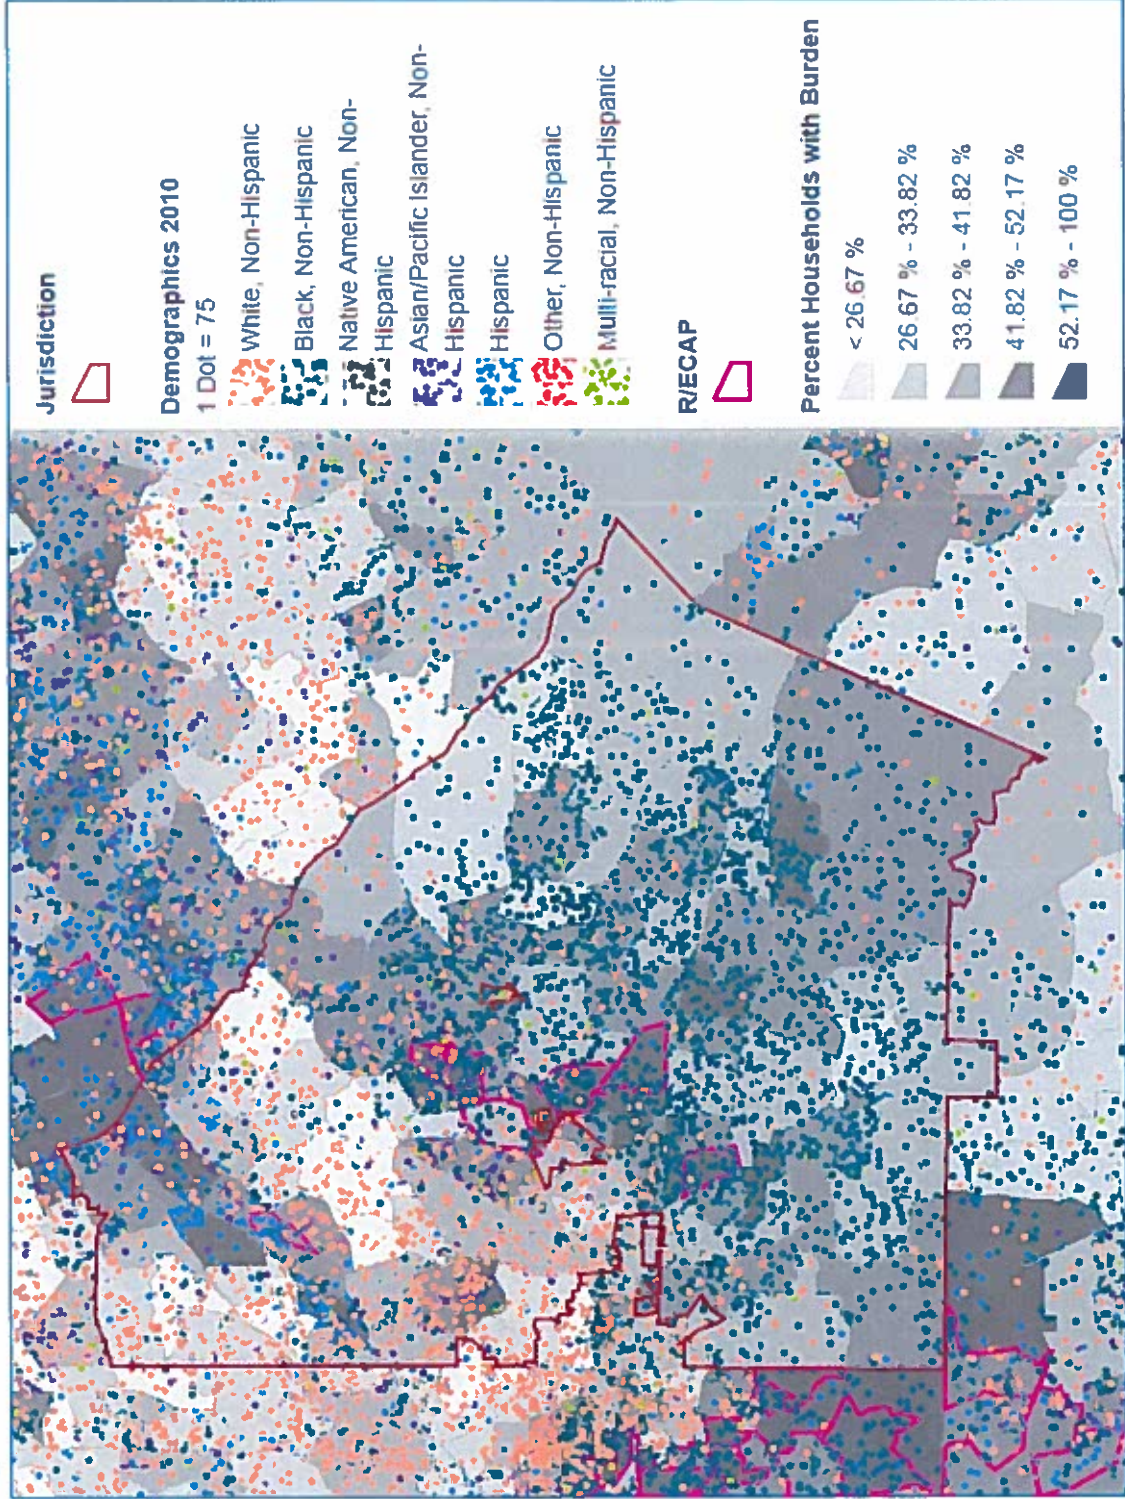 Jurisdiction
Demographics 2010
1 Dot = 75
White, Non-Hispanic
Black, Non-Hispanic
Native American, Non-
Hispanic
Asian/Pacific Islander, Non-
Hispanic
Hispanic
Other, Non-Hispanic
Multi-racial, Non-Hispanic
R/ECAP
Percent Households with Burden
< 26.67 %
26.67 % - 33.82 %
33.82 % - 41.82 %
41.82 % - 52.17 %
52.17 % - 100 %